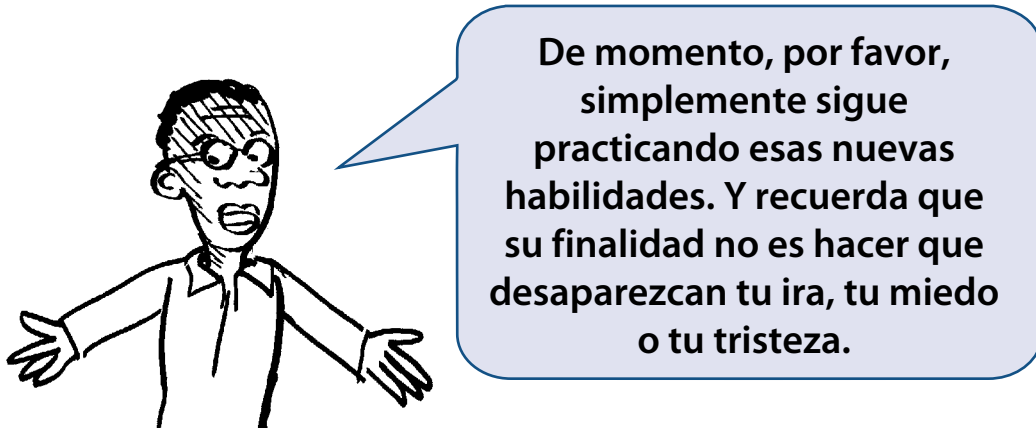 De momento, por favor,
simplemente sigue
practicando esas nuevas
habilidades. Y recuerda que
su finalidad no es hacer que
desaparezcan tu ira, tu miedo
o tu tristeza.